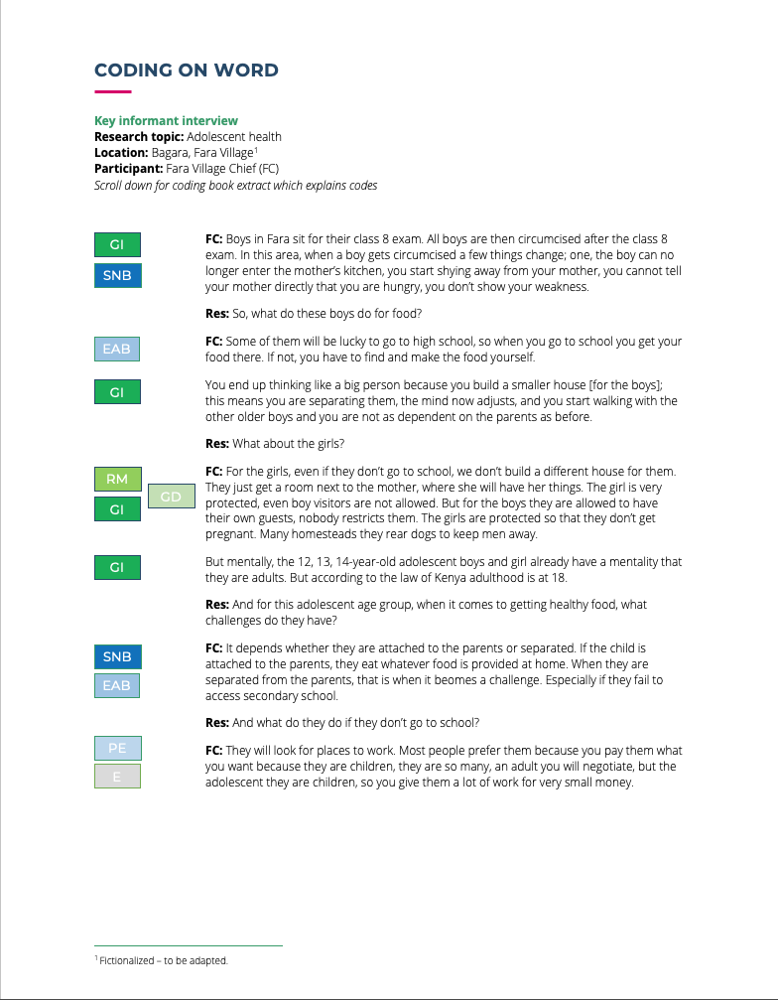 CODING ON WORD
Key informant interview
Research topic: Adolescent health
Location: Bagara, Fara Village¹
Participant: Fara Village Chief (FC)
Scroll down for coding book extract which explains codes
GI
SNB
FC: Boys in Fara sit for their class 8 exam. All boys are then circumcised after the class 8
exam. In this area, when a boy gets circumcised a few things change; one, the boy can no
longer enter the mother’s kitchen, you start shying away from your mother, you cannot tell
your mother directly that you are hungry, you don’t show your weakness.
Res: So, what do these boys do for food?
EAB
FC: Some of them will be lucky to go to high school, so when you go to school you get your
food there. If not, you have to find and make the food yourself.
GI
You end up thinking like a big person because you build a smaller house [for the boys];
this means you are separating them, the mind now adjusts, and you start walking with the
other older boys and you are not as dependent on the parents as before.
Res: What about the girls?
RM
GD
GI
FC: For the girls, even if they don’t go to school, we don’t build a different house for them.
They just get a room next to the mother, where she will have her things. The girl is very
protected, even boy visitors are not allowed. But for the boys they are allowed to have
their own guests, nobody restricts them. The girls are protected so that they don’t get
pregnant. Many homesteads they rear dogs to keep men away.
GI
But mentally, the 12, 13, 14-year-old adolescent boys and girl already have a mentality that
they are adults. But according to the law of Kenya adulthood is at 18.
Res: And for this adolescent age group, when it comes to getting healthy food, what
challenges do they have?
SNB
EAB
FC: It depends whether they are attached to the parents or separated. If the child is
attached to the parents, they eat whatever food is provided at home. When they are
separated from the parents, that is when it becomes a challenge. Especially if they fail to
access secondary school.
Res: And what do they do if they don’t go to school?
PE
E
FC: They will look for places to work. Most people prefer them because you pay them what
you want because they are children, they are so many, an adult you will negotiate, but the
adolescent they are children, so you give them a lot of work for very small money.
¹ Fictionalized – to be adapted.